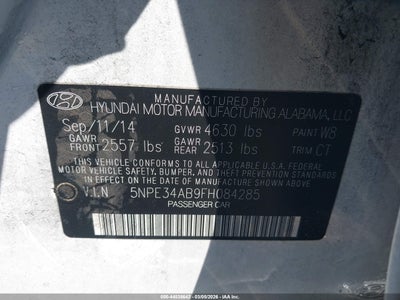 MANUFACTURED BY
HYUNDAI MOTOR MANUFACTURING ALABAMA, LLC
Sep/11/14 GVWR 4630 lbs PAINT W8
GAWR FRONT 2557 lbs GAWR REAR 2513 lbs TRIM CT
THIS VEHICLE CONFORMS TO ALL APPLICABLE U.S.A. FEDERAL
MOTOR VEHICLE SAFETY, BUMPER, AND THEFT PREVENTION
STANDARDS IN EFFECT ON THE DATE OF MANUFACTURE
SHOWN ABOVE.
V.I.N 5NPE34AB9FH084285
PASSENGER CAR